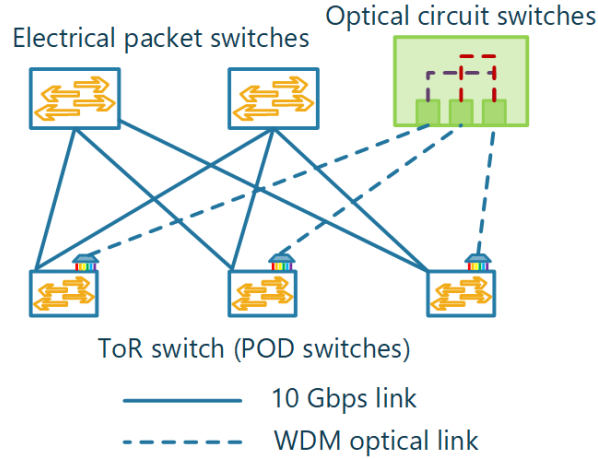 Optical circuit switches
Electrical packet switches
ToR switch (POD switches)
10 Gbps link
WDM optical link